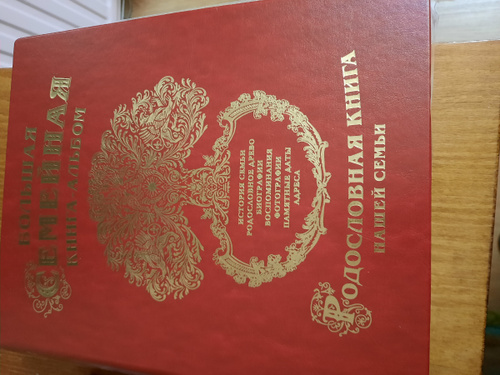 БОЛЬШАЯ
СЕМЕЙНАЯ
КНИГА-АЛЬБОМ
ИСТОРИЯ СЕМЬИ
РОДОСЛОВНОЕ ДРЕВО
БИОГРАФИИ
ВОСПОМИНАНИЯ
ФОТОГРАФИИ
ПАМЯТНЫЕ ДАТЫ
АДРЕСА
РОДОСЛОВНАЯ КНИГА
НАШЕЙ СЕМЬИ